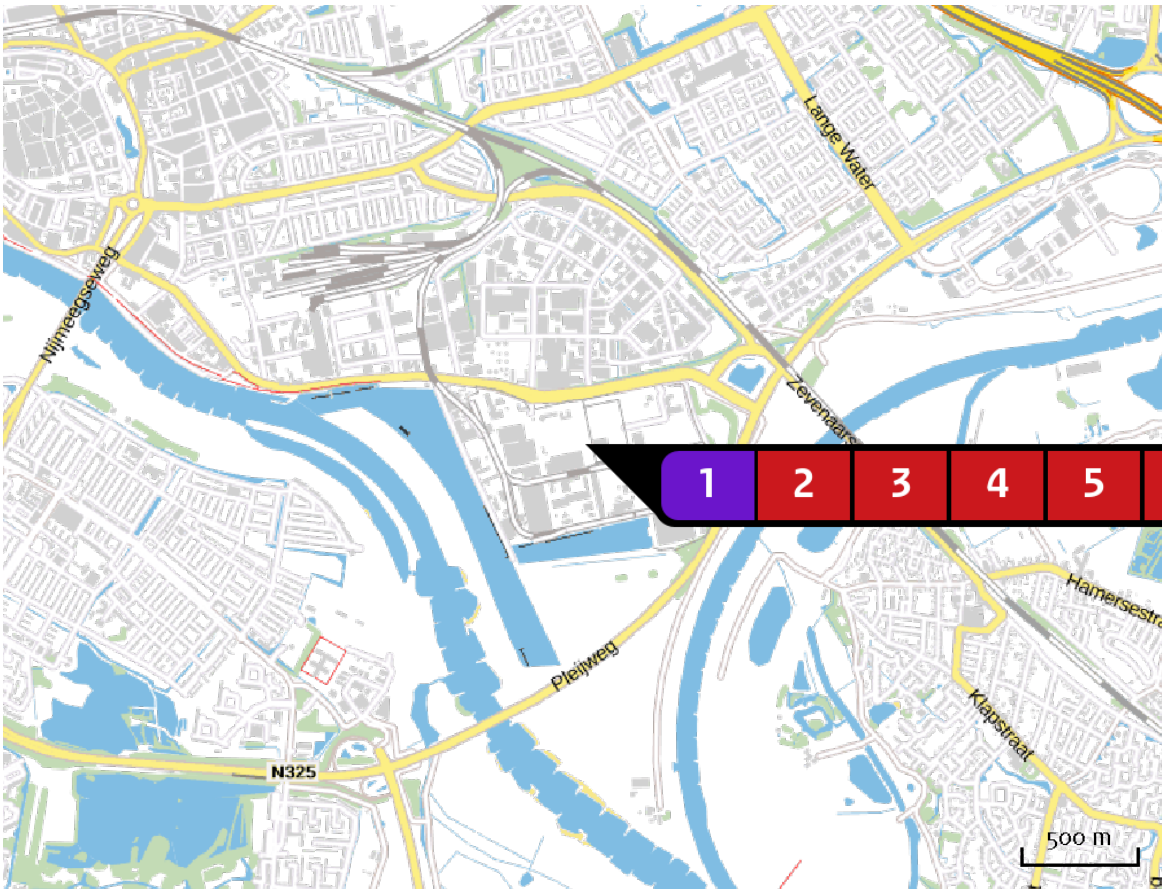 Lange Water
Nijmeegseweg
Zevenaars
1 2 3 4 5
Hamersestra
Pleijweg
Klapstraat
N325
500 m